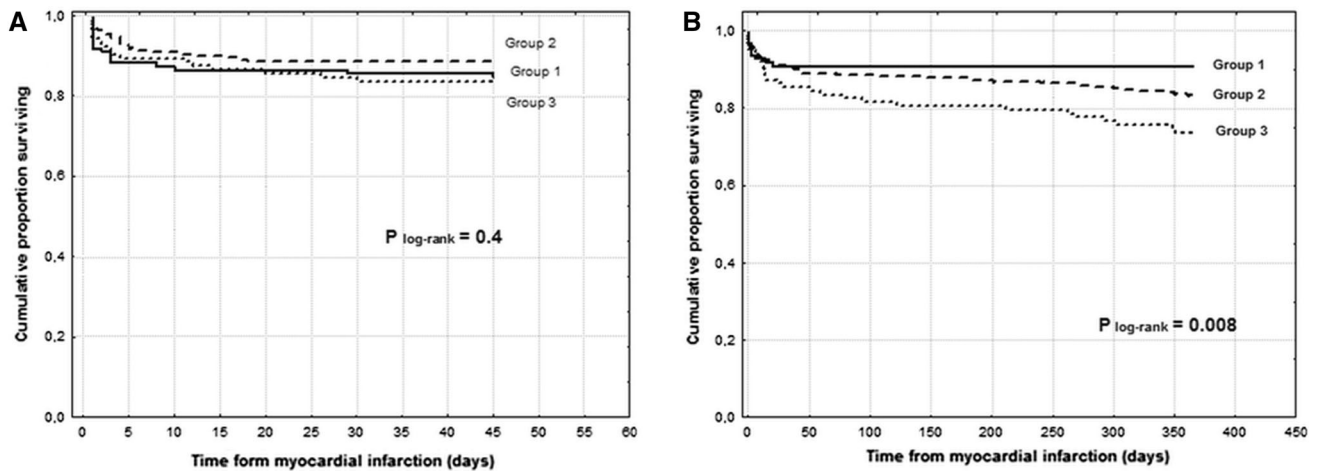 A
Cumulative proportion surviving
1,0
0,8
0,6
0,4
0,2
0,0
Group 2
Group 1
Group 3
P log-rank = 0.4
0 5 10 15 20 25 30 35 40 45 50 55 60
Time form myocardial infarction (days)
B
Cumulative proportion surviving
1,0
0,8
0,6
0,4
0,2
0,0
Group 1
Group 2
Group 3
P log-rank = 0.008
0 50 100 150 200 250 300 350 400 450
Time from myocardial infarction (days)